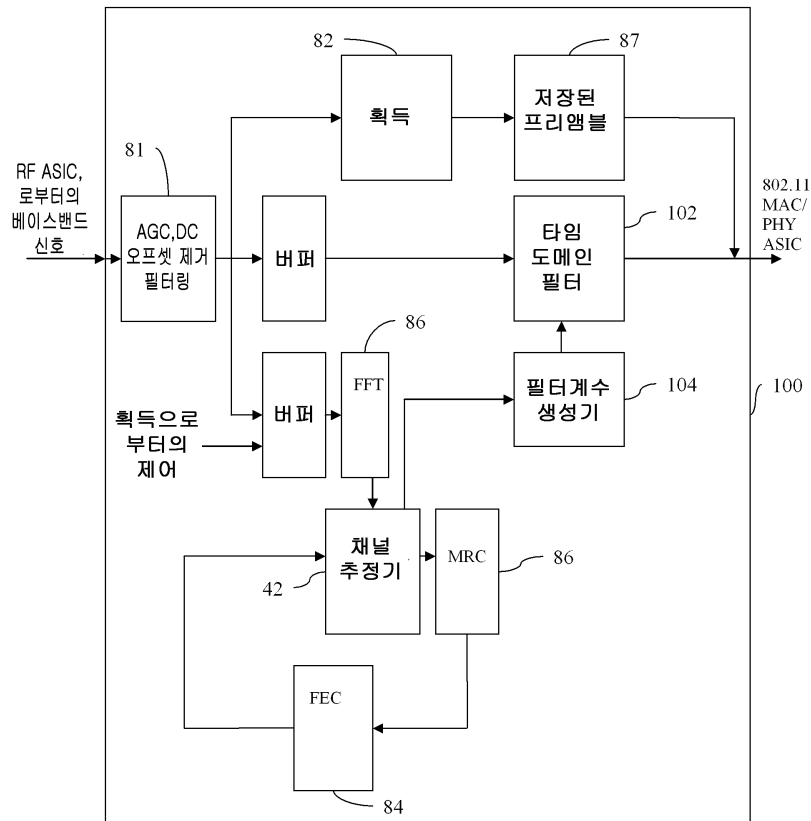 82
87
획득
저장된
프리앰블
81
RF ASIC,
로부터의
베이스밴드
신호
AGC,DC
오프셋 제거
필터링
버퍼
타임
도메인
필터
102
802.11
MAC/
PHY
ASIC
86
버퍼
FFT
필터계수
생성기
104
100
획득으로
부터의
제어
채널
추정기
42
MRC
86
FEC
84